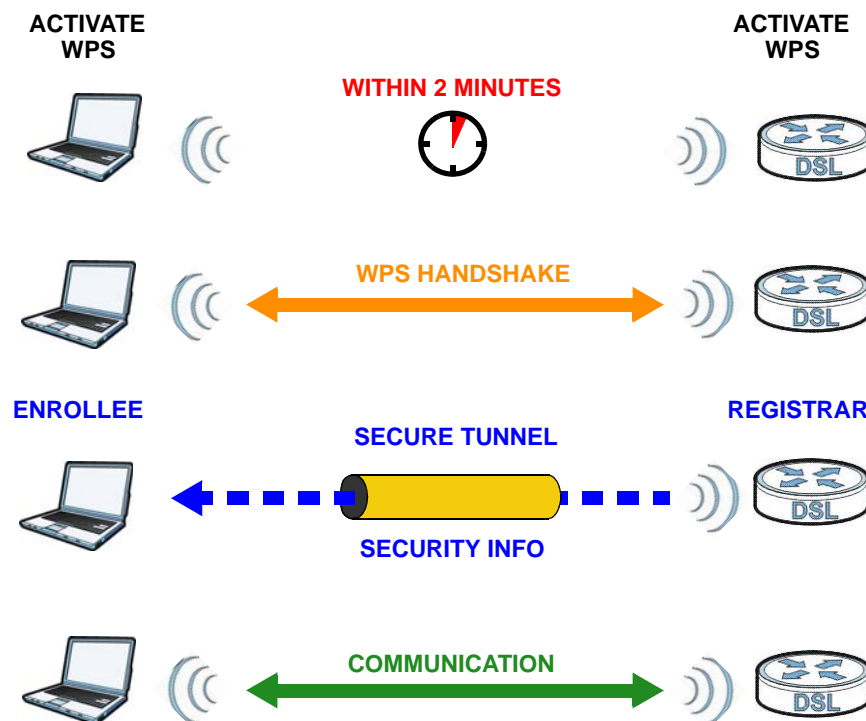 ACTIVATE
WPS
ACTIVATE
WPS
WITHIN 2 MINUTES
DSL
WPS HANDSHAKE
DSL
ENROLLEE
REGISTRAR
SECURE TUNNEL
DSL
SECURITY INFO
COMMUNICATION
DSL